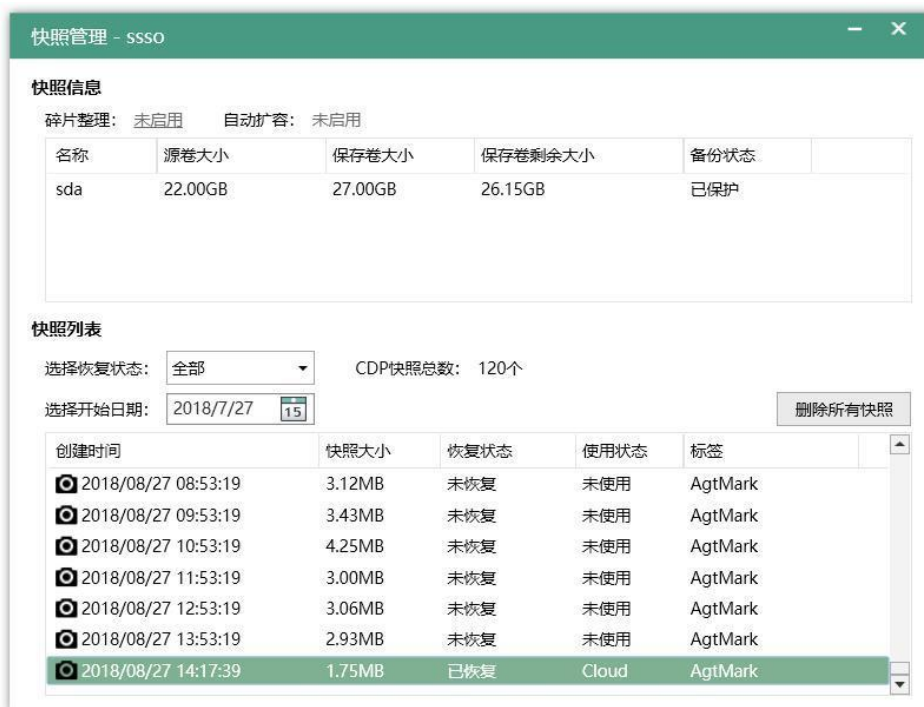 快照管理 - ssso
快照信息
碎片整理： 未启用 自动扩容： 未启用
名称 源卷大小 保存卷大小 保存卷剩余大小 备份状态
sda 22.00GB 27.00GB 26.15GB 已保护
快照列表
选择恢复状态： 全部 CDP快照总数： 120个
选择开始日期： 2018/7/27 15 删除所有快照
创建时间 快照大小 恢复状态 使用状态 标签
2018/08/27 08:53:19 3.12MB 未恢复 未使用 AgtMark
2018/08/27 09:53:19 3.43MB 未恢复 未使用 AgtMark
2018/08/27 10:53:19 4.25MB 未恢复 未使用 AgtMark
2018/08/27 11:53:19 3.00MB 未恢复 未使用 AgtMark
2018/08/27 12:53:19 3.06MB 未恢复 未使用 AgtMark
2018/08/27 13:53:19 2.93MB 未恢复 未使用 AgtMark
2018/08/27 14:17:39 1.75MB 已恢复 Cloud AgtMark